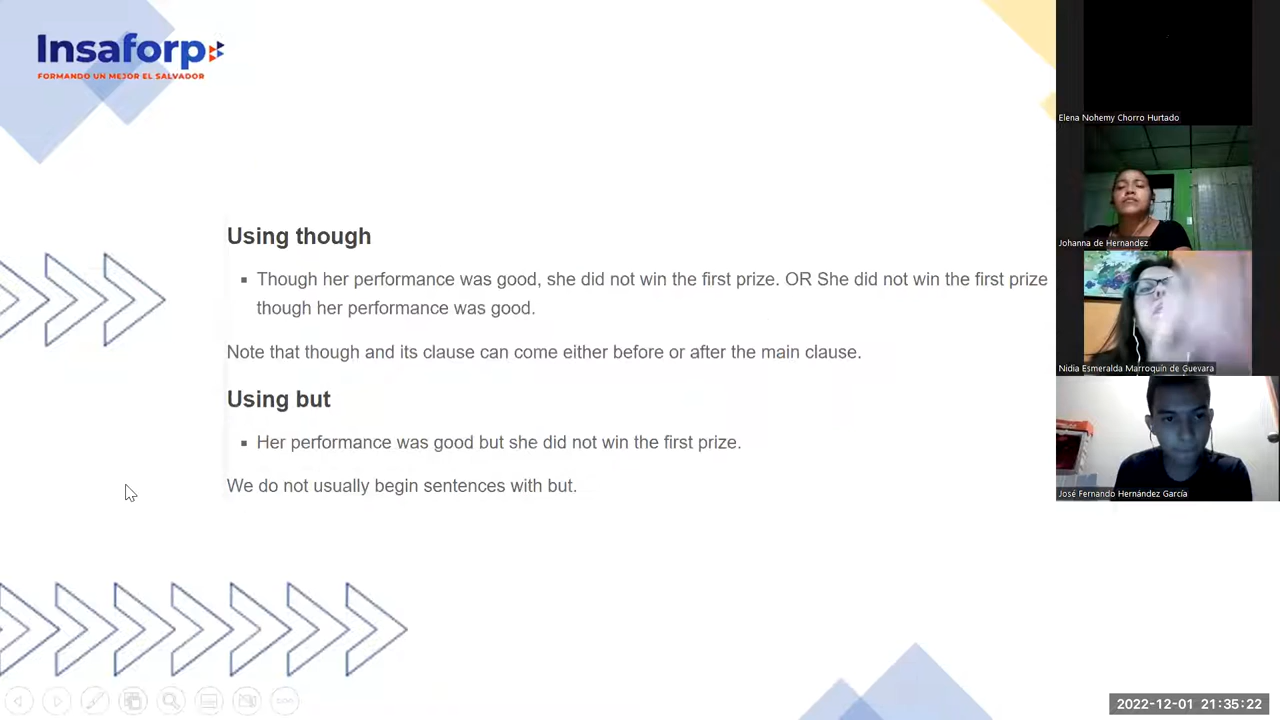 Insaforp
FORMANDO UN MEJOR EL SALVADOR
Using though
▪ Though her performance was good, she did not win the first prize. OR She did not win the first prize
though her performance was good.
Note that though and its clause can come either before or after the main clause.
Using but
▪ Her performance was good but she did not win the first prize.
We do not usually begin sentences with but.
Elena Nohemy Chorro Hurtado
Johanna de Hernandez
Nidia Esmeralda Marroquín de Guevara
José Fernando Hernández García
2022-12-01 21:35:22